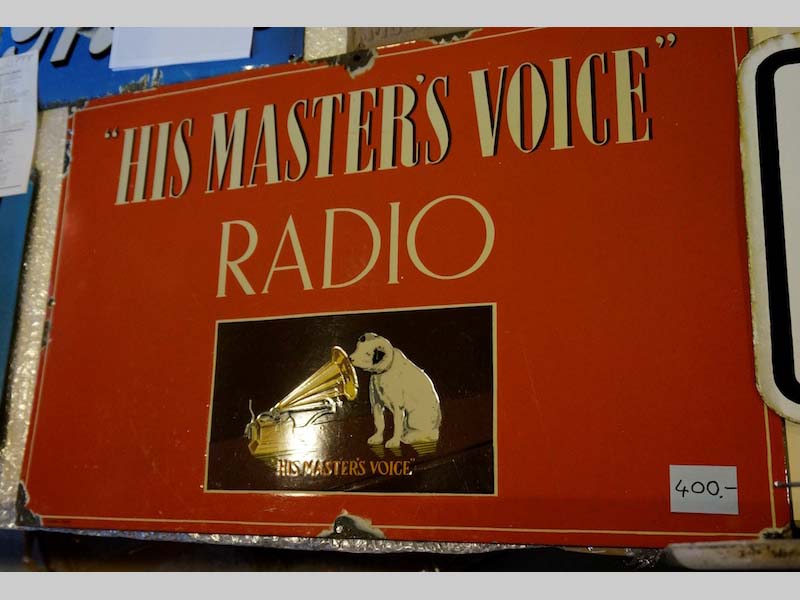 "HIS MASTER'S VOICE"
RADIO
"HIS MASTER'S VOICE"
400.-